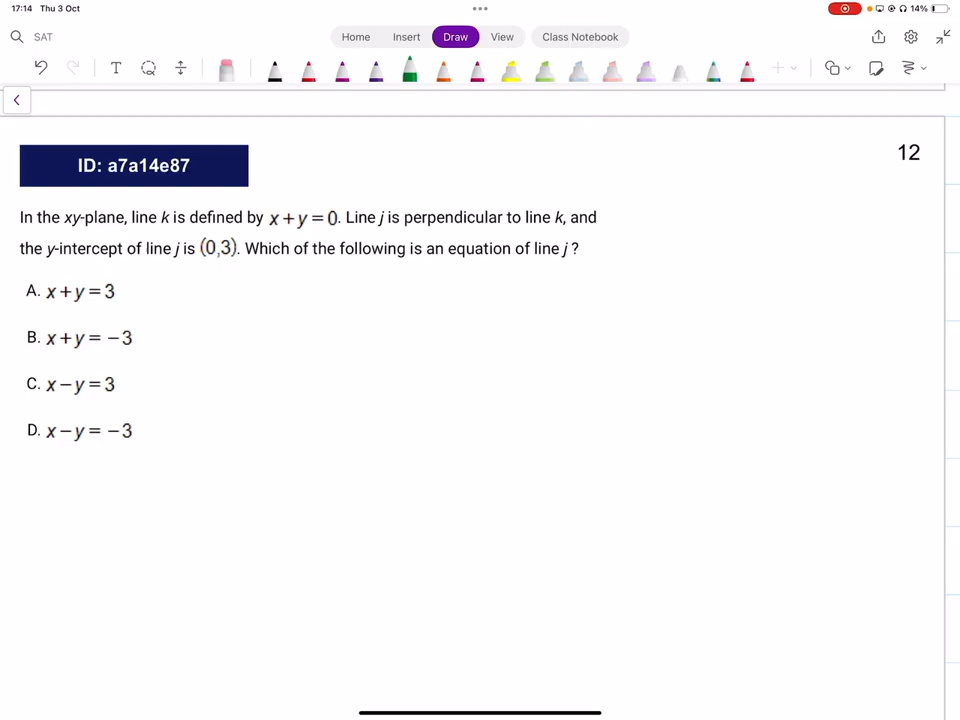 17:14 Thu 3 Oct
14%
SAT
Home Insert Draw View Class Notebook
T
12
ID: a7a14e87
In the xy-plane, line k is defined by x + y = 0. Line j is perpendicular to line k, and
the y-intercept of line j is (0,3). Which of the following is an equation of line j ?
A. x + y = 3
B. x + y = −3
C. x − y = 3
D. x − y = −3